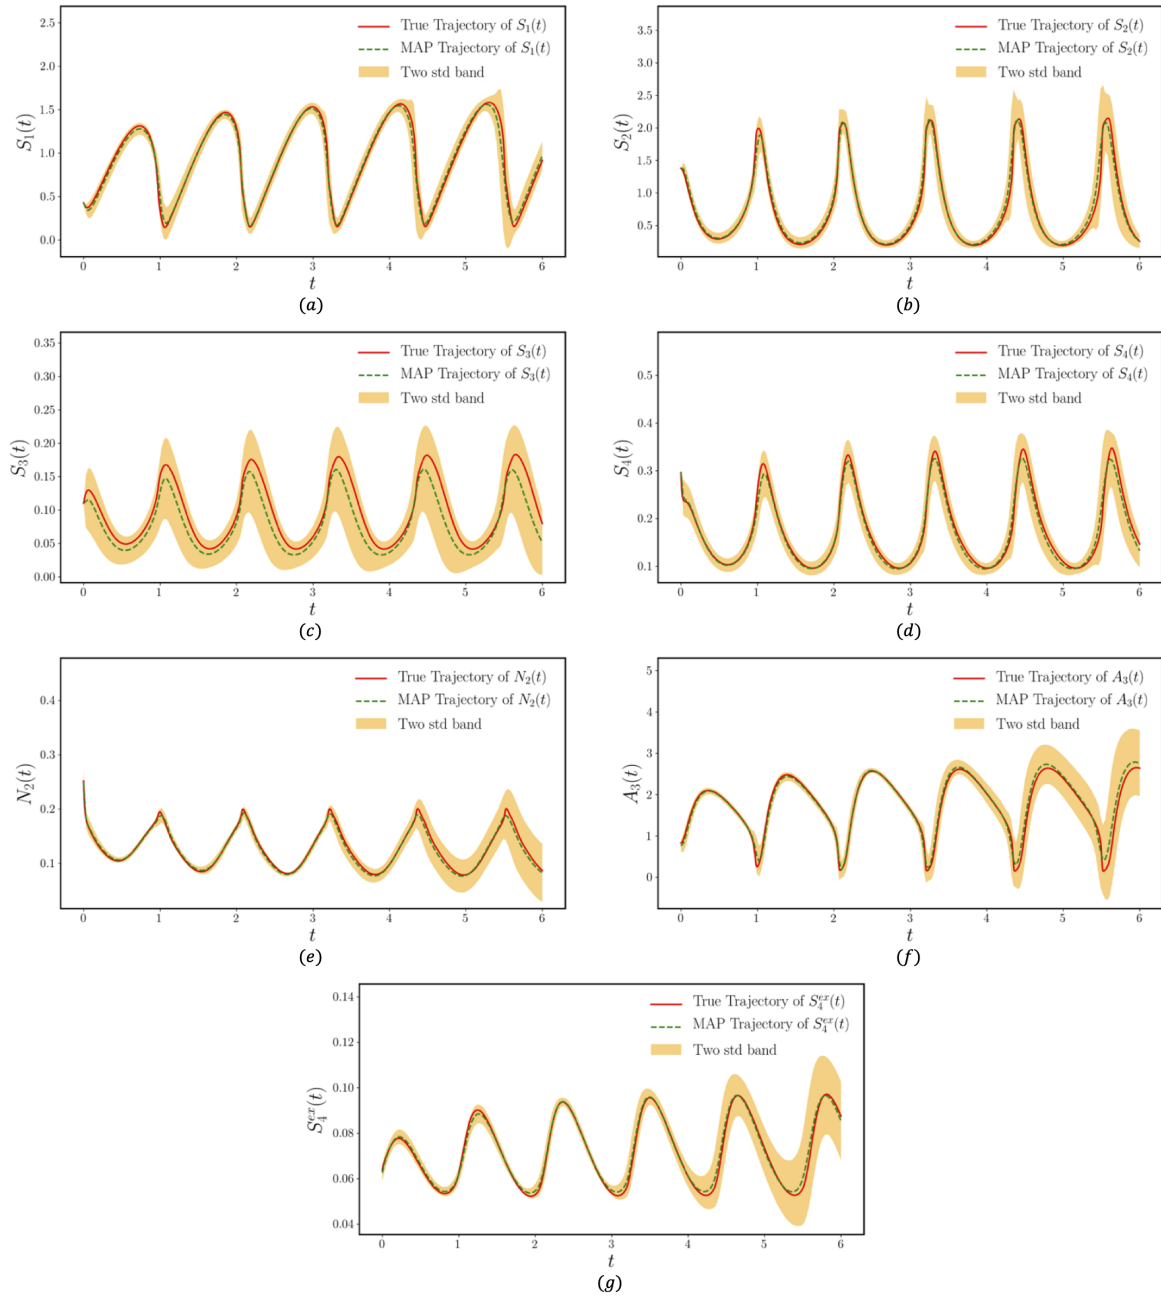 True Trajectory of S₁(t)
MAP Trajectory of S₁(t)
Two std band
S₁(t)
2.5
2.0
1.5
1.0
0.5
0.0
0 1 2 3 4 5 6
t
(a)
True Trajectory of S₂(t)
MAP Trajectory of S₂(t)
Two std band
S₂(t)
3.5
3.0
2.5
2.0
1.5
1.0
0.5
0 1 2 3 4 5 6
t
(b)
True Trajectory of S₃(t)
MAP Trajectory of S₃(t)
Two std band
S₃(t)
0.35
0.30
0.25
0.20
0.15
0.10
0.05
0.00
0 1 2 3 4 5 6
t
(c)
True Trajectory of S₄(t)
MAP Trajectory of S₄(t)
Two std band
S₄(t)
0.5
0.4
0.3
0.2
0.1
0 1 2 3 4 5 6
t
(d)
True Trajectory of N₂(t)
MAP Trajectory of N₂(t)
Two std band
N₂(t)
0.4
0.3
0.2
0.1
0 1 2 3 4 5 6
t
(e)
True Trajectory of A₃(t)
MAP Trajectory of A₃(t)
Two std band
A₃(t)
5
4
3
2
1
0
0 1 2 3 4 5 6
t
(f)
True Trajectory of S₄ᵉˣ(t)
MAP Trajectory of S₄ᵉˣ(t)
Two std band
S₄ᵉˣ(t)
0.14
0.12
0.10
0.08
0.06
0.04
0 1 2 3 4 5 6
t
(g)